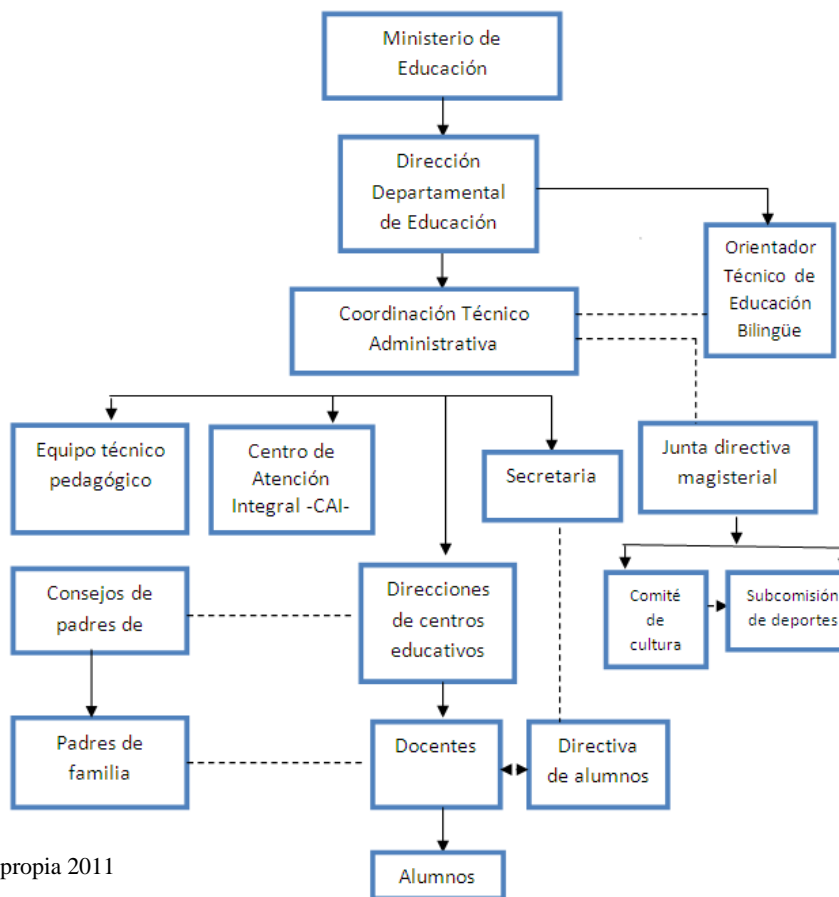 Ministerio de
Educación
Dirección
Departamental
de Educación
Orientador
Técnico de
Educación
Bilingüe
Coordinación Técnico
Administrativa
Equipo técnico
pedagógico
Centro de
Atención
Integral -CAI-
Secretaria
Junta directiva
magisterial
Consejos de
padres de
Direcciones
de centros
educativos
Comité
de
cultura
Subcomisión
de deportes
Padres de
familia
Docentes
Directiva
de alumnos
Alumnos
propia 2011